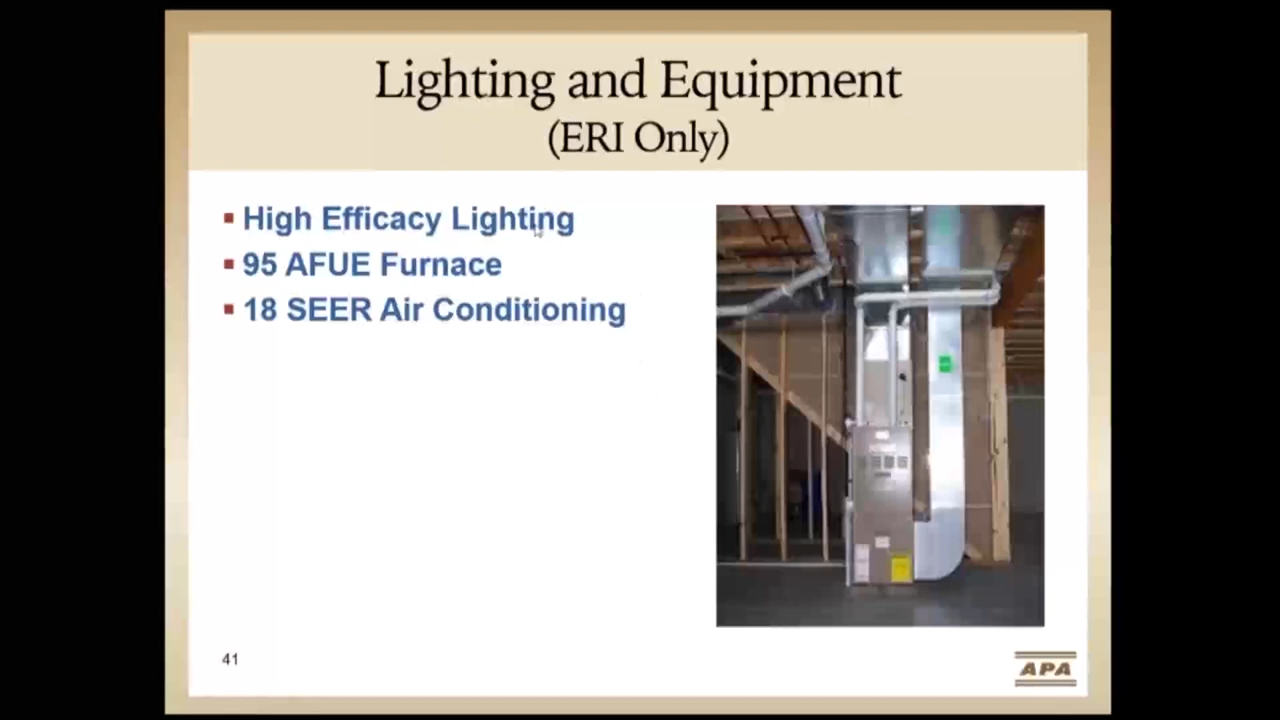 Lighting and Equipment
(ERI Only)
▪ High Efficacy Lighting
▪ 95 AFUE Furnace
▪ 18 SEER Air Conditioning
41
APA